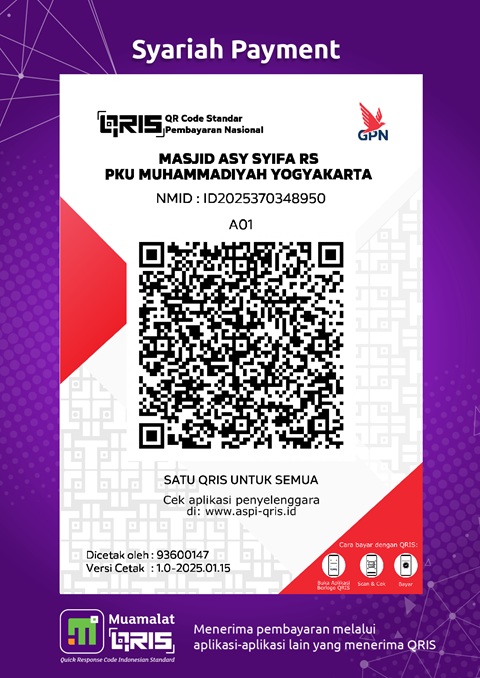 Syariah Payment
QRIS QR Code Standar
Pembayaran Nasional
GPN
MASJID ASY SYIFA RS
PKU MUHAMMADIYAH YOGYAKARTA
NMID : ID2025370348950
A01
SATU QRIS UNTUK SEMUA
Cek aplikasi penyelenggara
di: www.aspi-qris.id
Dicetak oleh : 93600147
Versi Cetak : 1.0-2025.01.15
Cara bayar dengan QRIS:
Buka Aplikasi
Berlogo QRIS
Scan & Cek
Bayar
Muamalat
QRIS
Quick Response Code Indonesian Standard
Menerima pembayaran melalui
aplikasi-aplikasi lain yang menerima QRIS